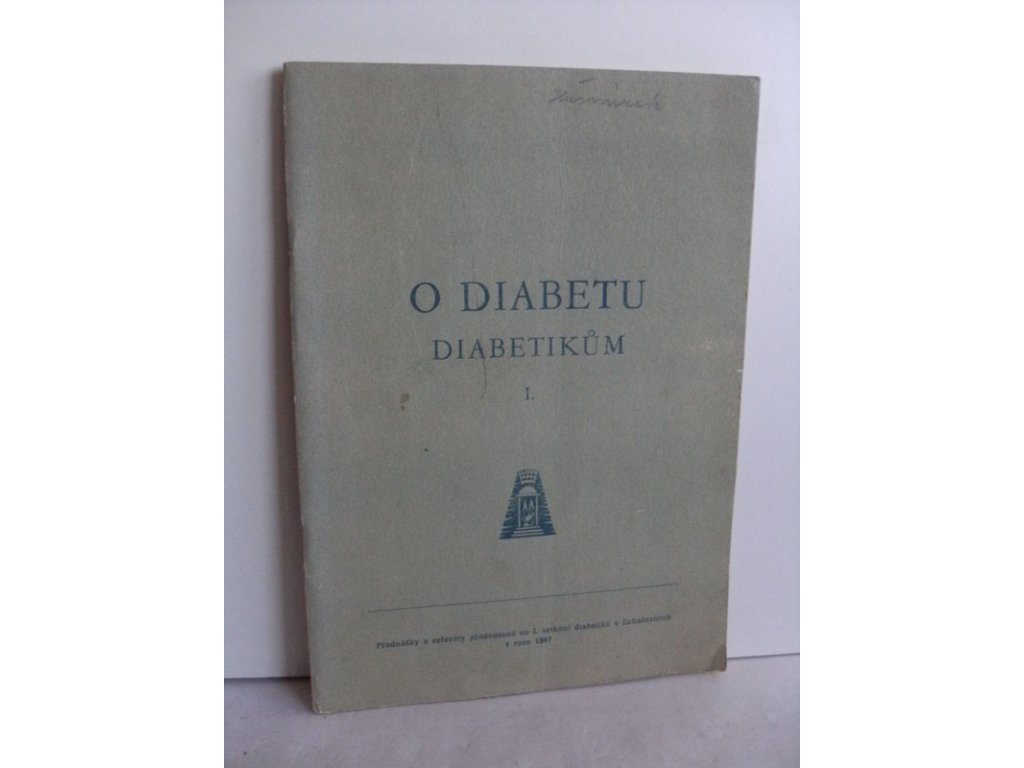 O DIABETU
DIABETIKŮM
I.
Přednášky a referáty přednesené na I. setkání diabetiků v Luhačovicích
v roce 1967